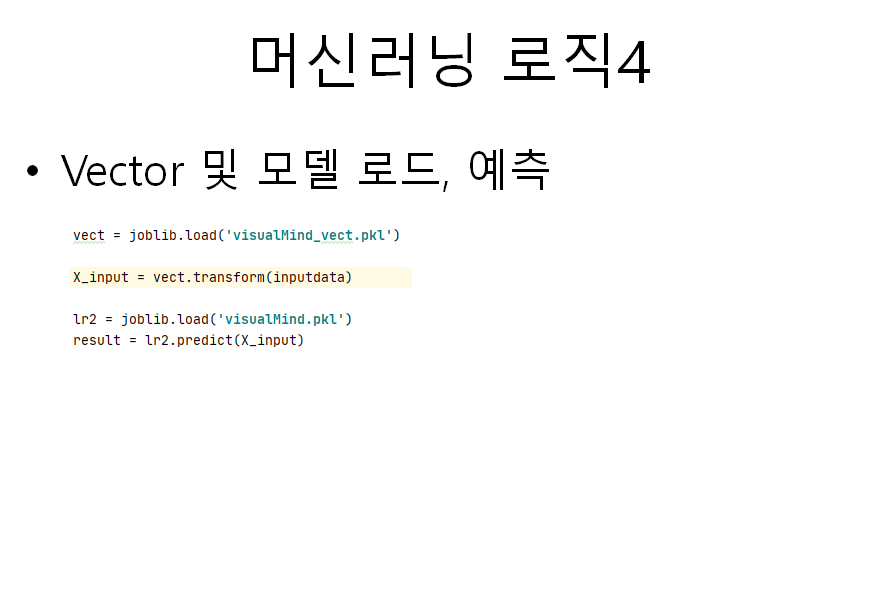 머신러닝 로직4
• Vector 및 모델 로드, 예측
vect = joblib.load('visualMind_vect.pkl')
X_input = vect.transform(inputdata)
lr2 = joblib.load('visualMind.pkl')
result = lr2.predict(X_input)